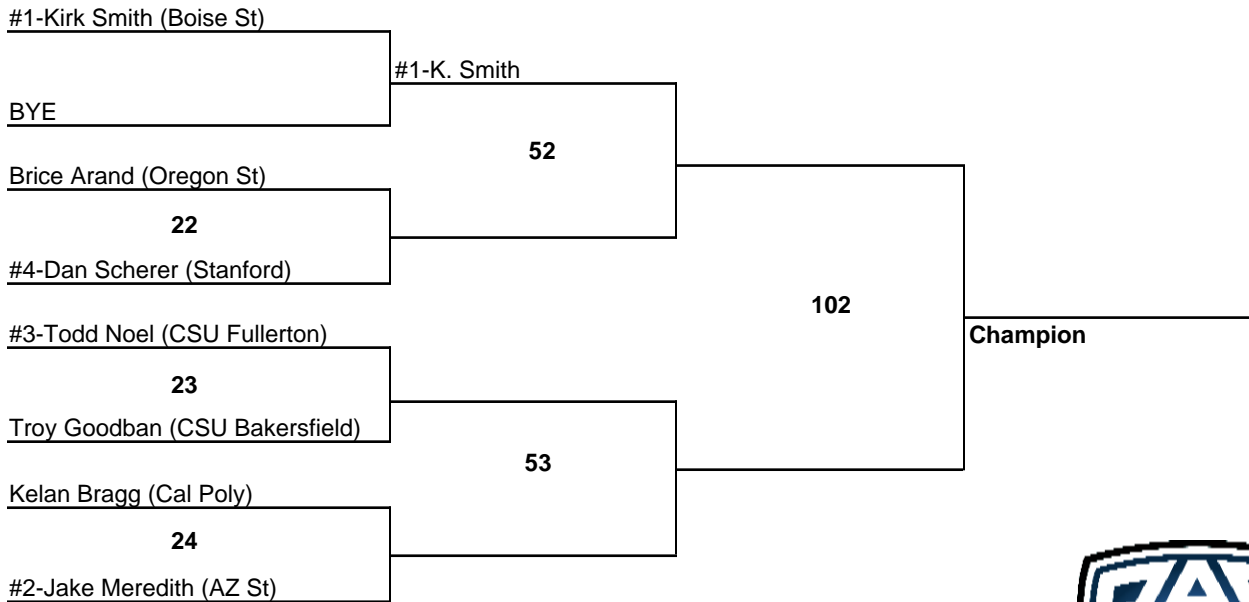 #1-Kirk Smith (Boise St)
#1-K. Smith
BYE
52
Brice Arand (Oregon St)
22
#4-Dan Scherer (Stanford)
102
#3-Todd Noel (CSU Fullerton)
Champion
23
Troy Goodban (CSU Bakersfield)
53
Kelan Bragg (Cal Poly)
24
#2-Jake Meredith (AZ St)